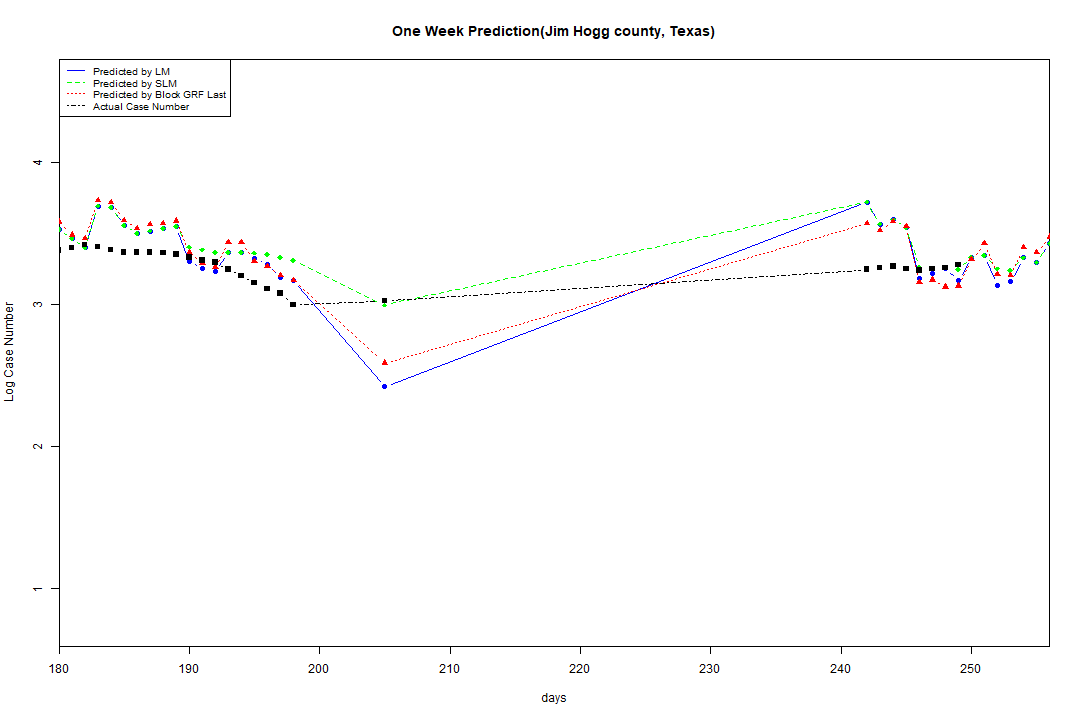 One Week Prediction(Jim Hogg county, Texas)
Predicted by LM
Predicted by SLM
Predicted by Block GRF Last
Actual Case Number
4
3
2
1
Log Case Number
180 190 200 210 220 230 240 250
days